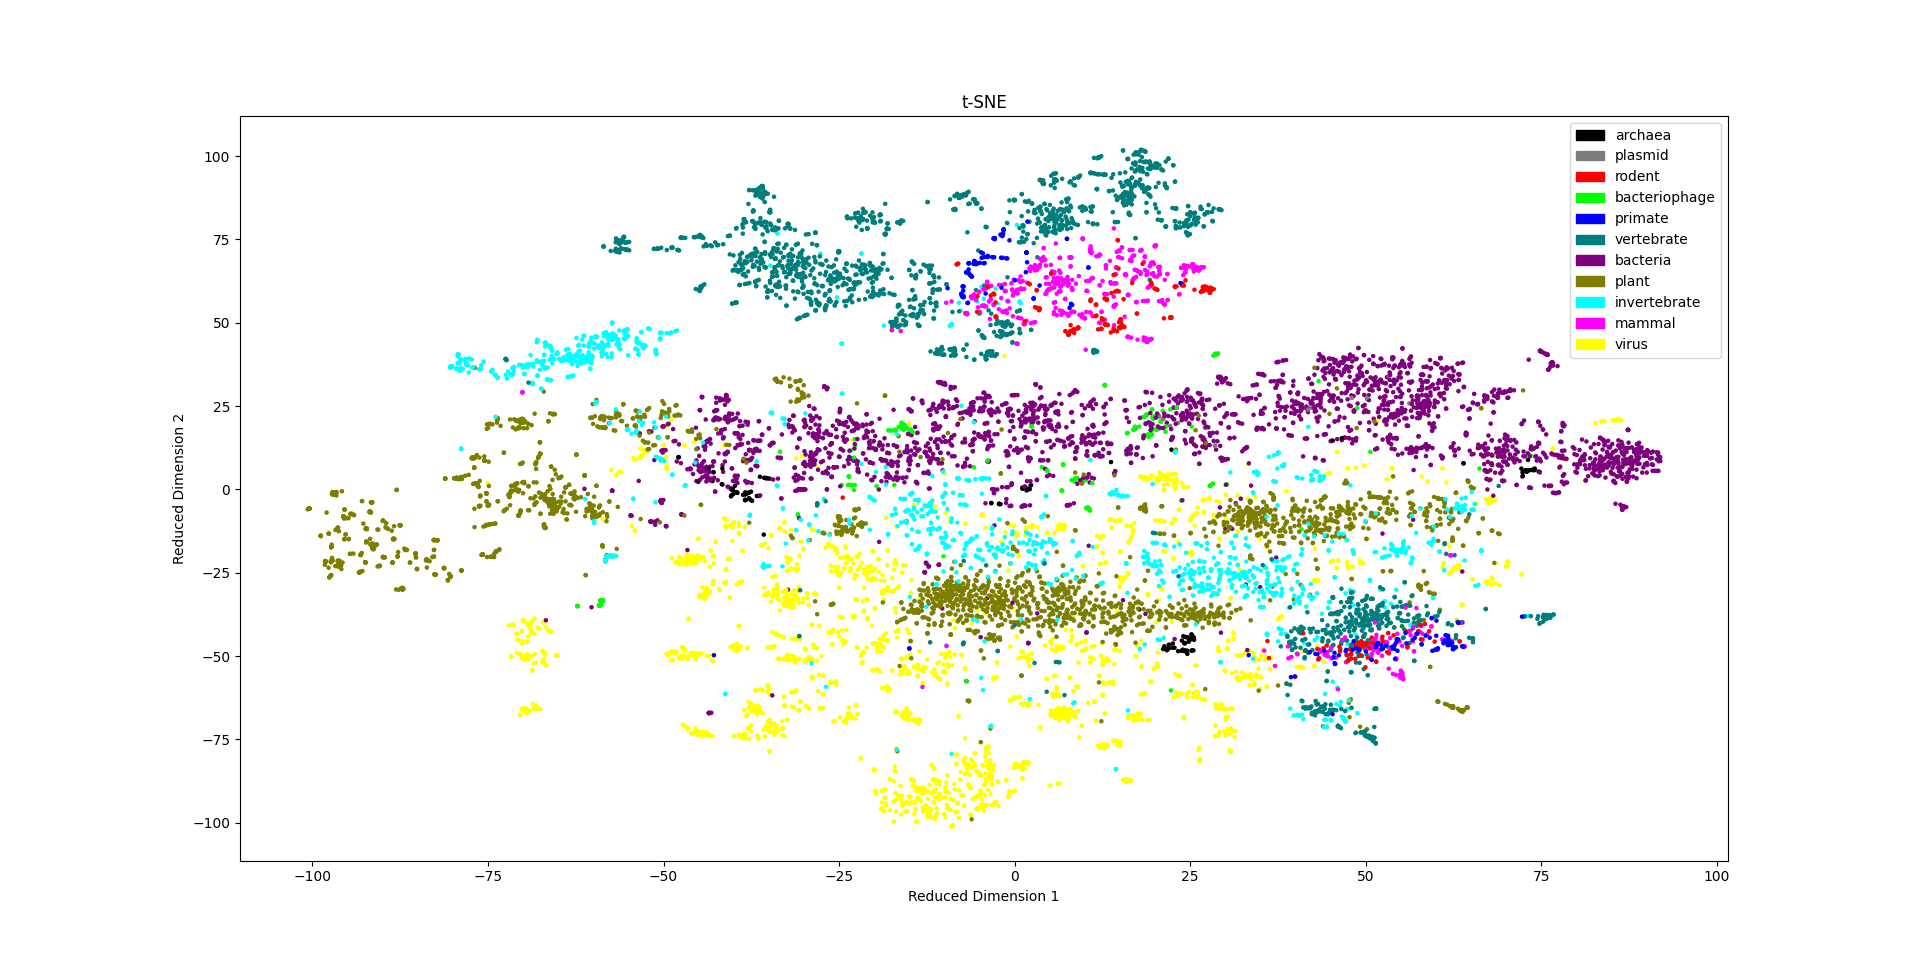 t-SNE
archaea
plasmid
rodent
bacteriophage
primate
vertebrate
bacteria
plant
invertebrate
mammal
virus
100
75
50
25
0
−25
−50
−75
−100
Reduced Dimension 2
−100
−75
−50
−25
0
25
50
75
100
Reduced Dimension 1